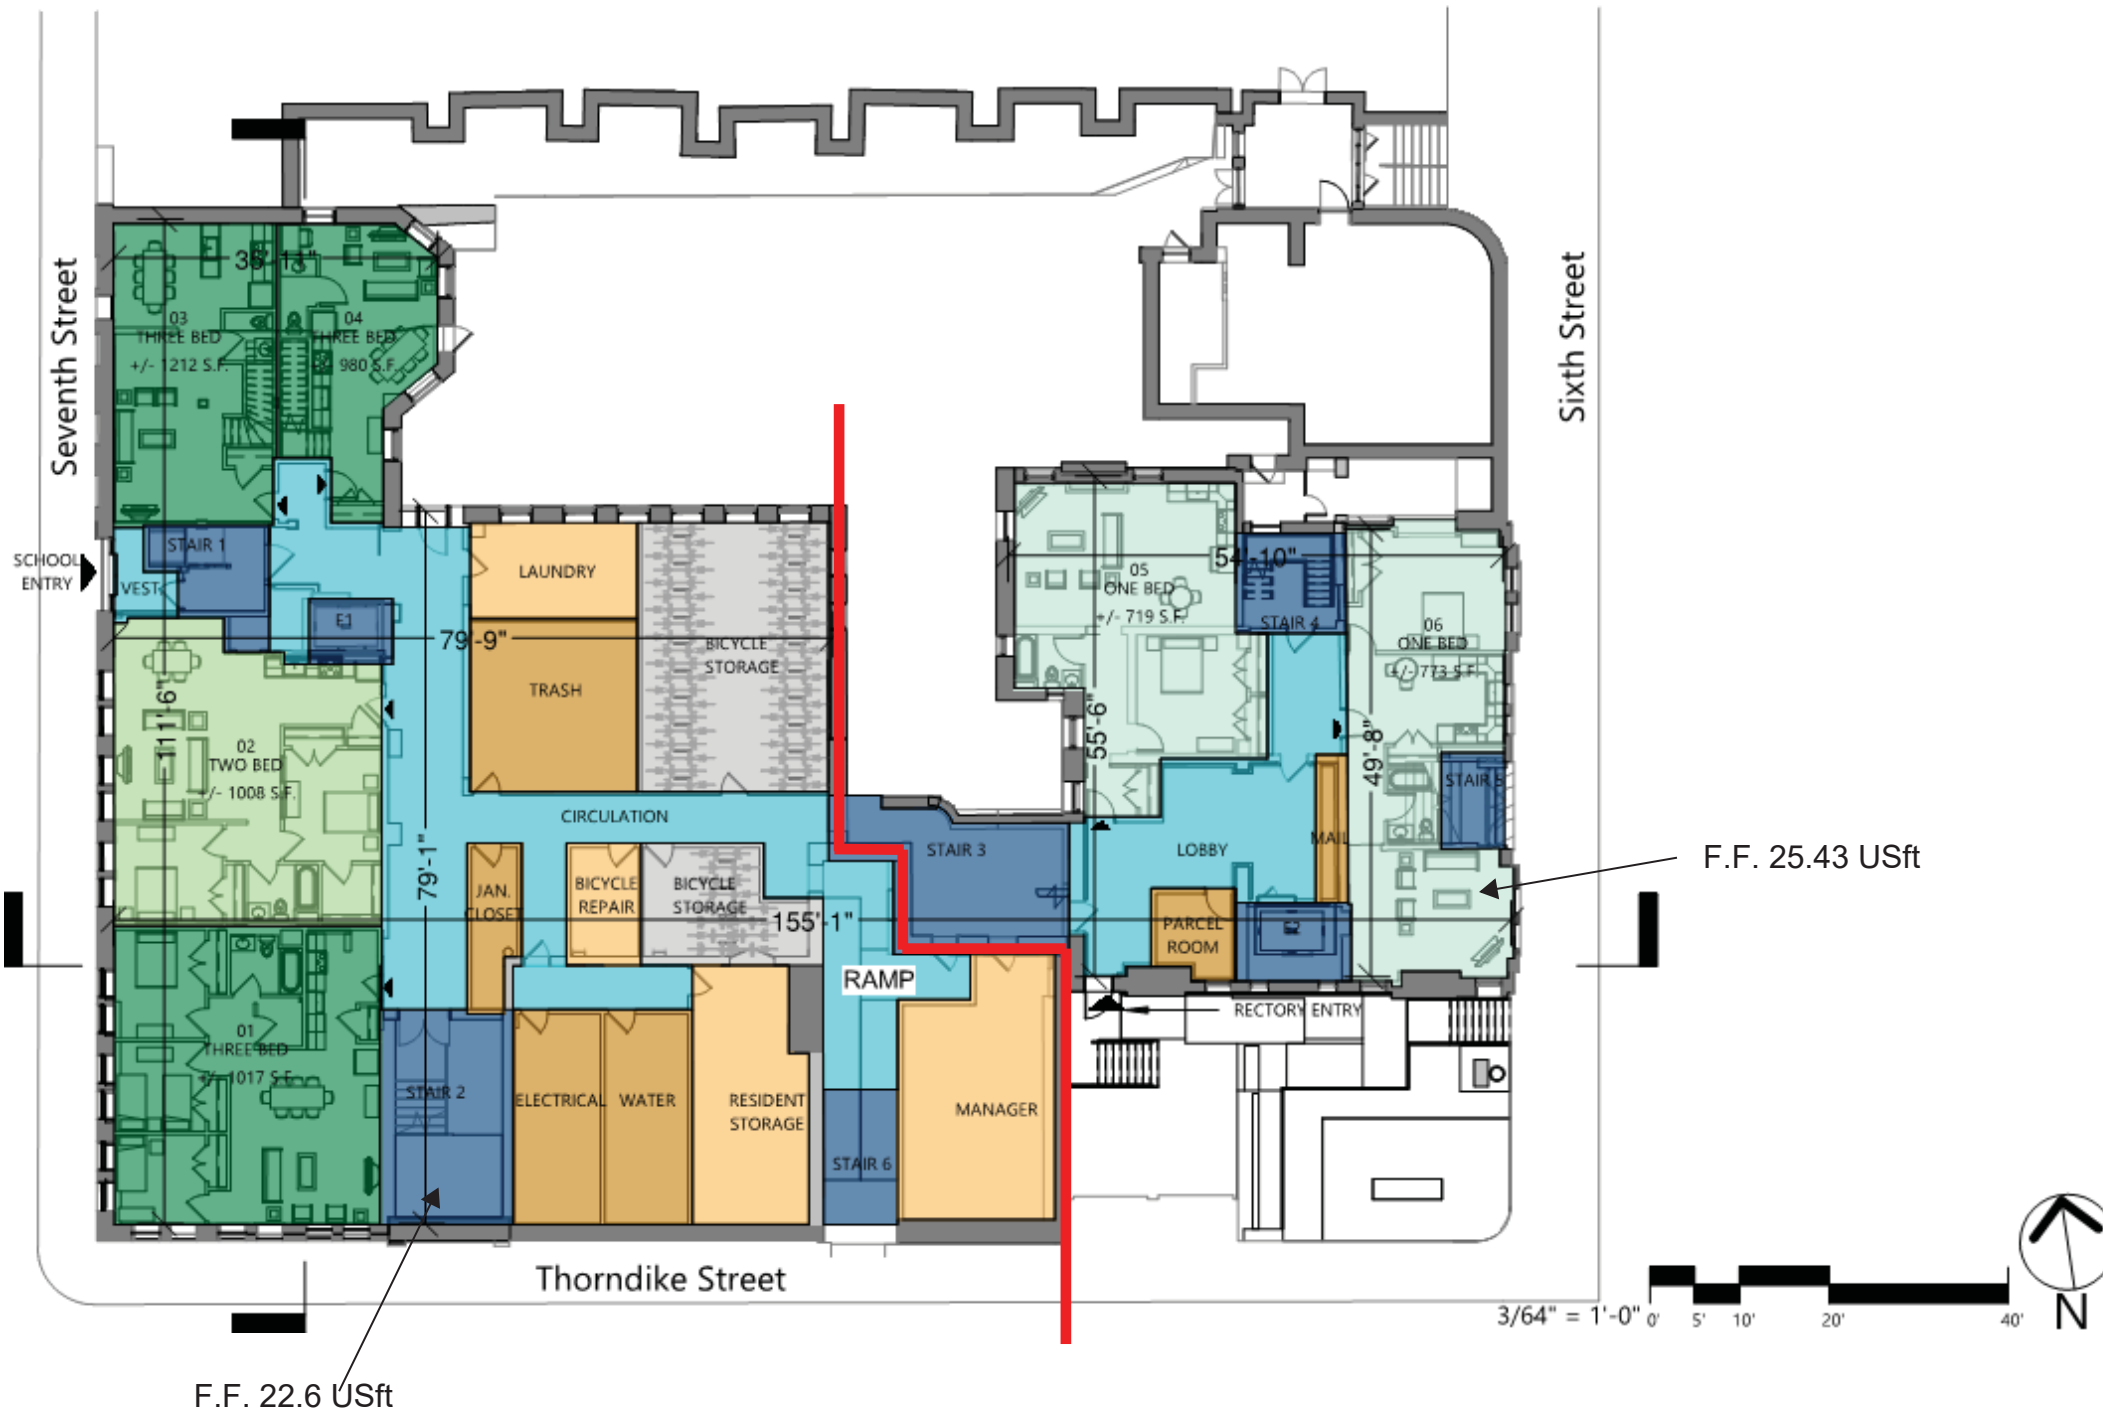 Seventh Street
Sixth Street
35'-11"
03
THREE BED
+/- 1212 S.F.
04
THREE BED
+/- 980 S.F.
SCHOOL
ENTRY
STAIR 1
VEST.
E1
LAUNDRY
79'-9"
TRASH
BICYCLE
STORAGE
54'-10"
05
ONE BED
+/- 719 S.F.
STAIR 4
06
ONE BED
+/- 773 S.F.
111'-6"
02
TWO BED
+/- 1008 S.F.
55'-6"
49'-8"
STAIR 5
CIRCULATION
79'-1"
STAIR 3
LOBBY
MAIL
F.F. 25.43 USft
JAN.
CLOSET
BICYCLE
REPAIR
BICYCLE
STORAGE
155'-1"
PARCEL
ROOM
E2
RAMP
RECTORY ENTRY
01
THREE BED
+/- 1017 S.F.
STAIR 2
ELECTRICAL
WATER
RESIDENT
STORAGE
MANAGER
STAIR 6
Thorndike Street
3/64" = 1'-0"
0'
5'
10'
20'
40'
N
F.F. 22.6 USft